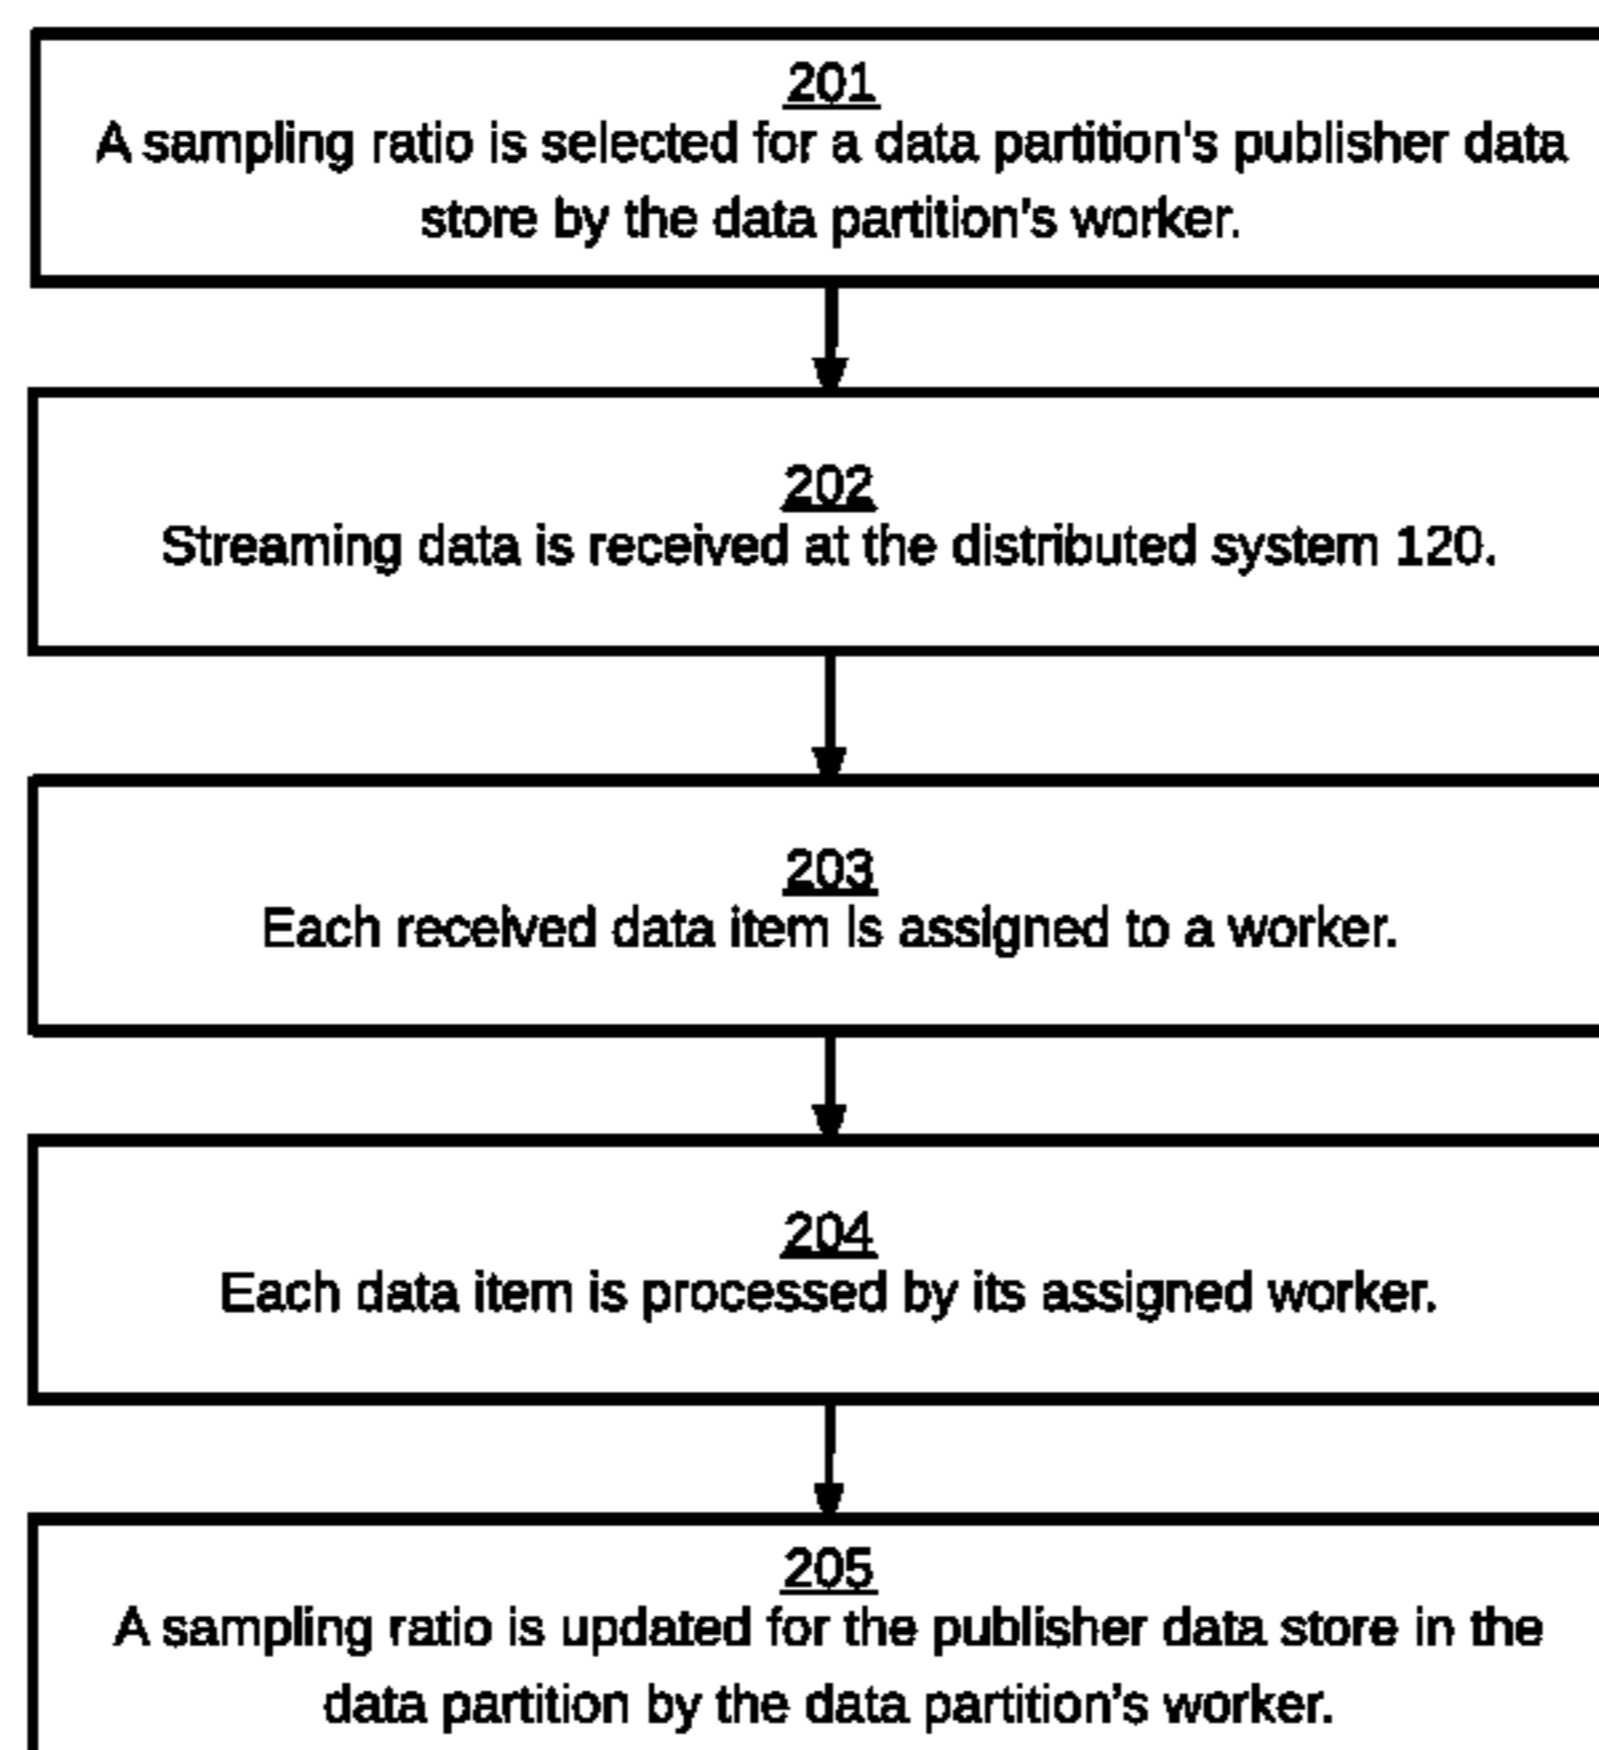 201
A sampling ratio is selected for a data partition's publisher data
store by the data partition's worker.
202
Streaming data is received at the distributed system 120.
203
Each received data item is assigned to a worker.
204
Each data item is processed by its assigned worker.
205
A sampling ratio is updated for the publisher data store in the
data partition by the data partition's worker.